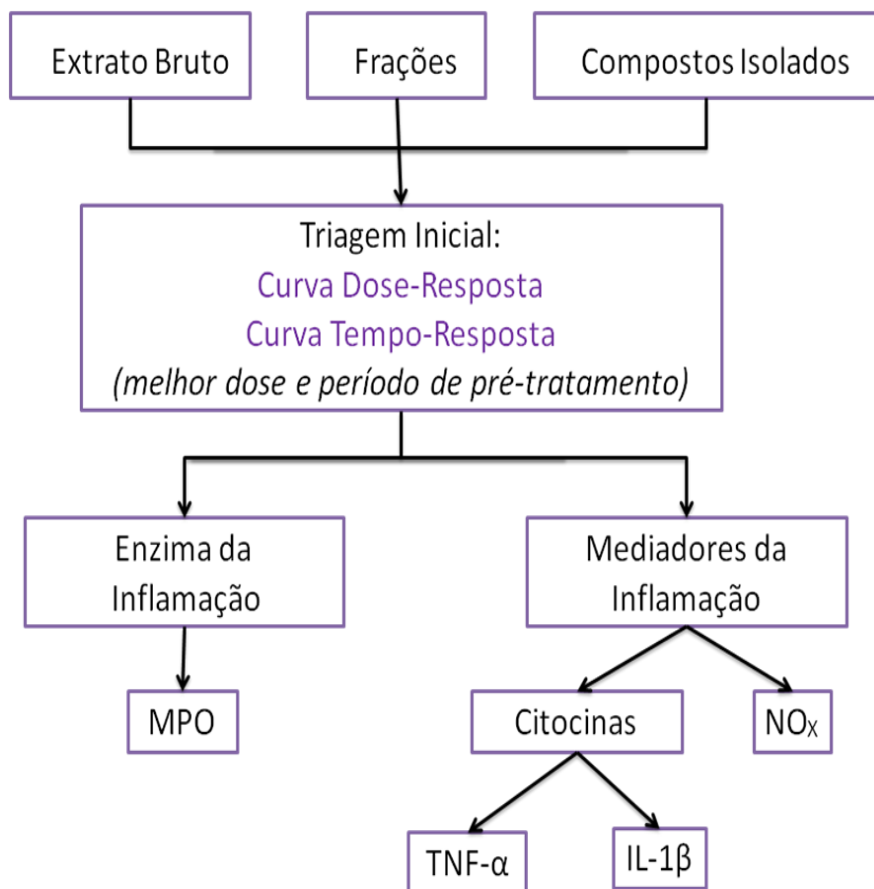 Extrato Bruto
Frações
Compostos Isolados
Triagem Inicial:
Curva Dose-Resposta
Curva Tempo-Resposta
(melhor dose e período de pré-tratamento)
Enzima da
Inflamação
Mediadores da
Inflamação
MPO
Citocinas
NOₓ
TNF-α
IL-1β